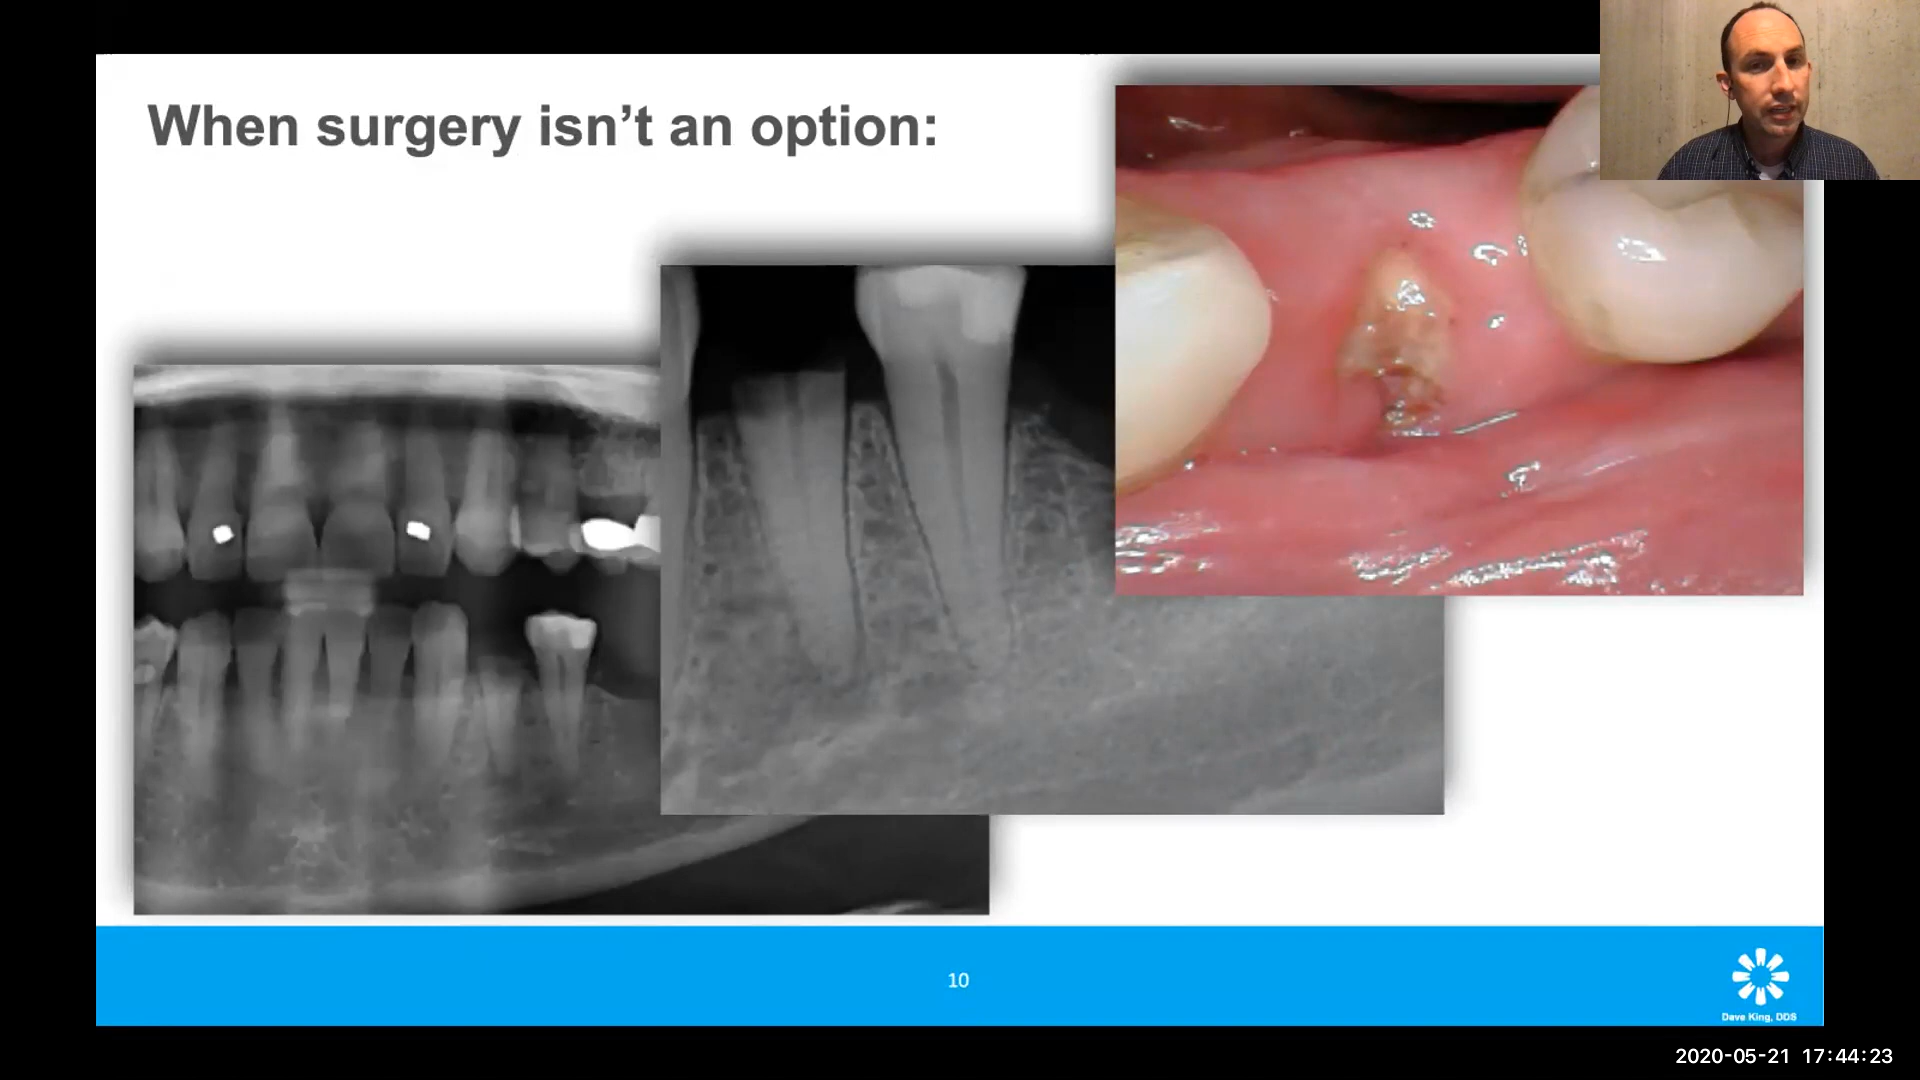 When surgery isn’t an option:
10
Dave King, DDS
2020-05-21 17:44:23